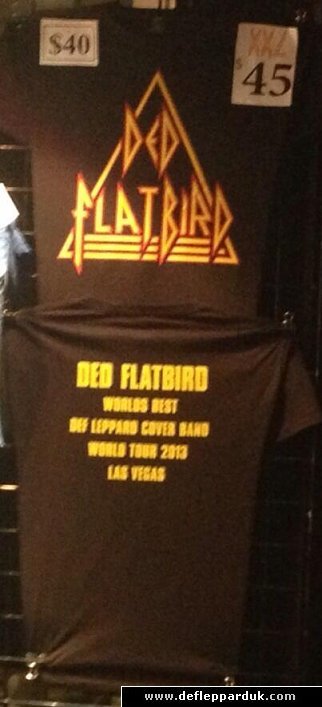 $40
XXL
$45
DED
FLATBIRD
DED FLATBIRD
WORLDS BEST
DEF LEPPARD COVER BAND
WORLD TOUR 2013
LAS VEGAS
www.deflepparduk.com